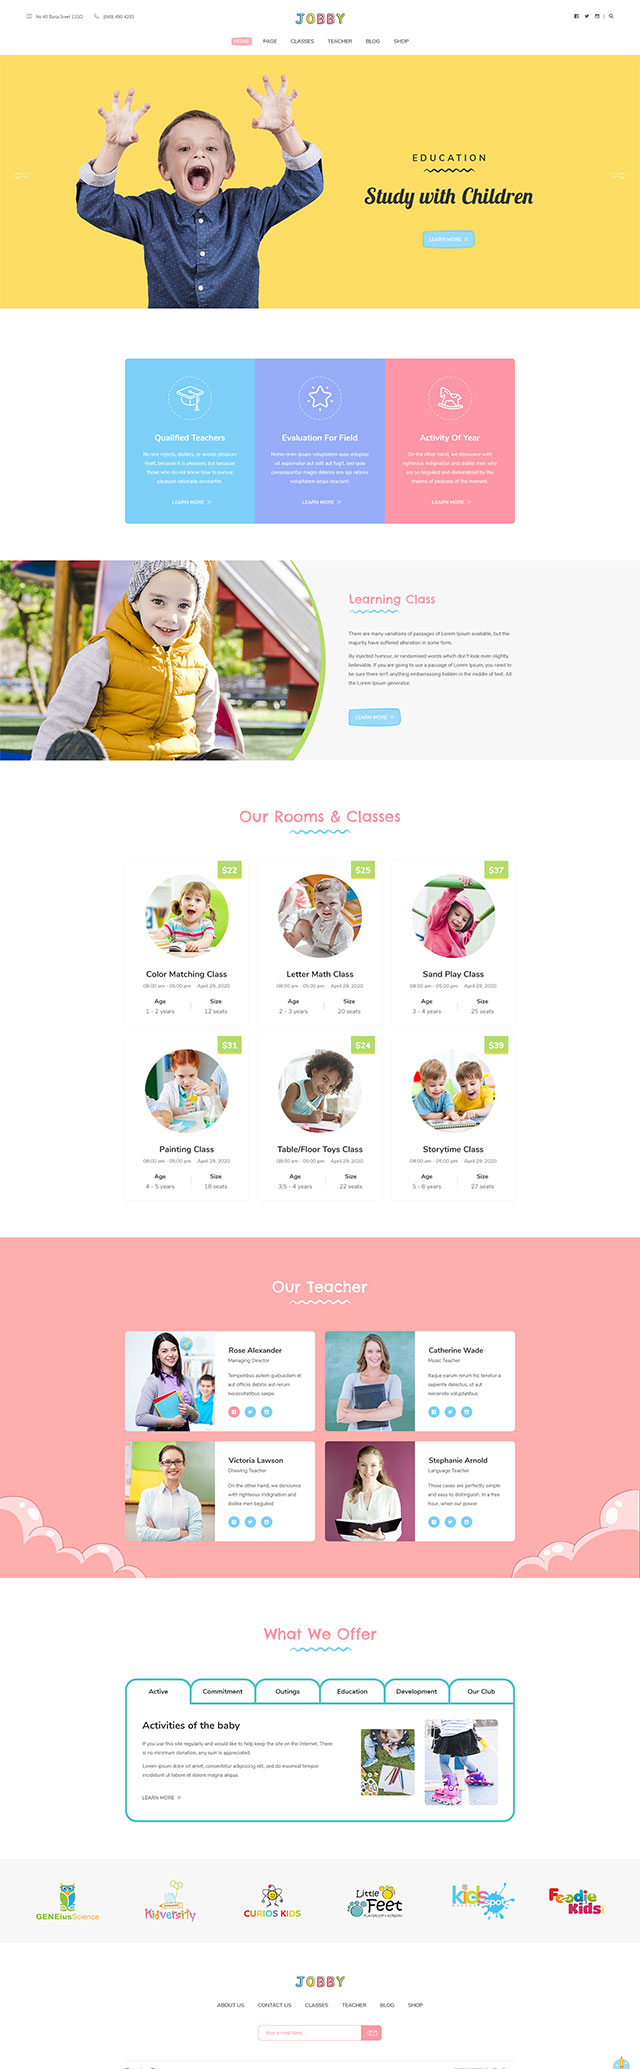 No 40 Baria Sreet 133/2 (849) 490 4283
JOBBY
HOME PAGE CLASSES TEACHER BLOG SHOP
EDUCATION
Study with Children
LEARN MORE
Qualified Teachers
No one rejects, dislikes, or avoids pleasure
itself, because it is pleasure, but because
those who do not know how to pursue
pleasure rationally encounter.
LEARN MORE
Evaluation For Field
Nemo enim ipsam voluptatem quia voluptas
sit aspernatur aut odit aut fugit, sed quia
consequuntur magni dolores eos qui ratione
voluptatem sequi nesciunt.
LEARN MORE
Activity Of Year
On the other hand, we denounce with
righteous indignation and dislike men who
are so beguiled and demoralized by the
charms of pleasure of the moment.
LEARN MORE
Learning Class
There are many variations of passages of Lorem Ipsum available, but the
majority have suffered alteration in some form.
By injected humour, or randomised words which don't look even slightly
believable. If you are going to use a passage of Lorem Ipsum, you need to
be sure there isn't anything embarrassing hidden in the middle of text. All
the Lorem Ipsum generator.
LEARN MORE
Our Rooms & Classes
$22
Color Matching Class
08:00 am - 05:00 pm April 29, 2020
Age Size
1 - 2 years 12 seats
$25
Letter Math Class
08:00 am - 05:00 pm April 29, 2020
Age Size
2 - 3 years 20 seats
$37
Sand Play Class
08:00 am - 05:00 pm April 29, 2020
Age Size
3 - 4 years 25 seats
$31
Painting Class
08:00 am - 05:00 pm April 29, 2020
Age Size
4 - 5 years 18 seats
$24
Table/Floor Toys Class
08:00 am - 05:00 pm April 29, 2020
Age Size
3,5 - 4 years 22 seats
$39
Storytime Class
08:00 am - 05:00 pm April 29, 2020
Age Size
5 - 6 years 27 seats
Our Teacher
Rose Alexander
Managing Director
Temporibus autem quibusdam et
aut officiis debitis aut rerum
necessitatibus saepe
Catherine Wade
Music Teacher
Itaque earum rerum hic tenetur a
sapiente delectus, ut aut
reiciendis voluptatibus
Victoria Lawson
Drawing Teacher
On the other hand, we denounce
with righteous indignation and
dislike men beguiled
Stephanie Arnold
Language Teacher
These cases are perfectly simple
and easy to distinguish. In a free
hour, when our power
What We Offer
Active Commitment Outings Education Development Our Club
Activities of the baby
If you use this site regularly and would like to help keep the site on the Internet. There
is no minimum donation, any sum is appreciated.
Lorem ipsum dolor sit amet, consectetur adipiscing elit, sed do eiusmod tempor
incididunt ut labore et dolore magna aliqua.
LEARN MORE
GENEiusScience
Kidversity
CURIOS KIDS
Little Feet
kids spot
Foodie Kids
JOBBY
ABOUT US CONTACT US CLASSES TEACHER BLOG SHOP
Your e-mail here...